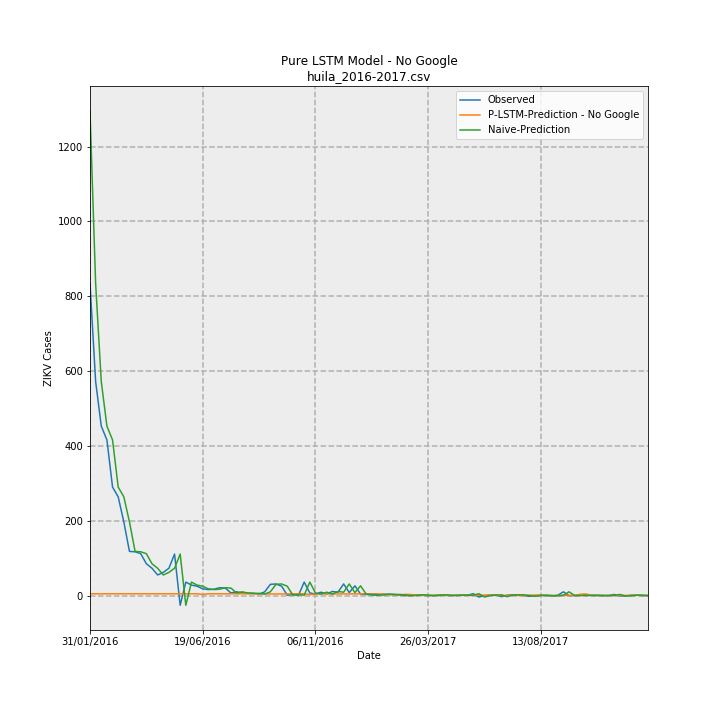 Pure LSTM Model - No Google
huila_2016-2017.csv
Observed
P-LSTM-Prediction - No Google
Naive-Prediction
1200
1000
800
600
400
200
0
ZIKV Cases
31/01/2016 19/06/2016 06/11/2016 26/03/2017 13/08/2017
Date